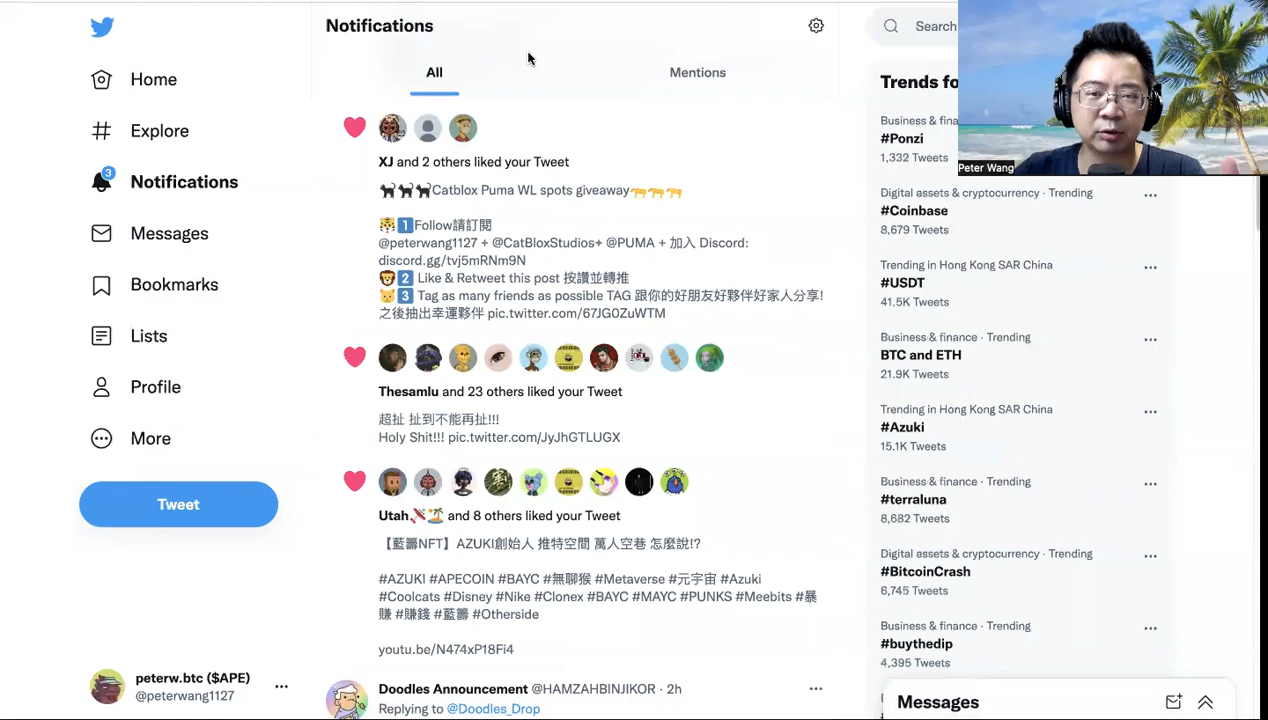 Notifications
Search
All
Mentions
Home
Explore
3
Notifications
Messages
Bookmarks
Lists
Profile
More
Tweet
peterw.btc ($APE)
@peterwang1127
XJ and 2 others liked your Tweet
🐈‍⬛🐈‍⬛🐈‍⬛Catblox Puma WL spots giveaway🐆🐆🐆
🐯1️⃣Follow請訂閱
@peterwang1127 + @CatBloxStudios+ @PUMA + 加入 Discord:
discord.gg/tvj5mRNm9N
🦁2️⃣ Like & Retweet this post 按讚並轉推
🐱3️⃣ Tag as many friends as possible TAG 跟你的好朋友好夥伴好家人分享!
之後抽出幸運夥伴 pic.twitter.com/67JG0ZuWTM
Thesamlu and 23 others liked your Tweet
超扯 扯到不能再扯!!!
Holy Shit!!! pic.twitter.com/JyJhGTLUGX
Utah and 8 others liked your Tweet
【藍籌NFT】AZUKI創始人 推特空間 萬人空巷 怎麼說!?
#AZUKI #APECOIN #BAYC #無聊猴 #Metaverse #元宇宙 #Azuki
#Coolcats #Disney #Nike #Clonex #BAYC #MAYC #PUNKS #Meebits #暴
賺 #賺錢 #藍籌 #Otherside
youtu.be/N474xP18Fi4
Doodles Announcement @HAMZAHBINJIKOR · 2h
Replying to @Doodles_Drop
Trends fo
Business & fina
#Ponzi
1,332 Tweets
Digital assets & cryptocurrency · Trending
#Coinbase
8,679 Tweets
Trending in Hong Kong SAR China
#USDT
41.5K Tweets
Business & finance · Trending
BTC and ETH
21.9K Tweets
Trending in Hong Kong SAR China
#Azuki
15.1K Tweets
Business & finance · Trending
#terraluna
8,682 Tweets
Digital assets & cryptocurrency · Trending
#BitcoinCrash
8,745 Tweets
Business & finance · Trending
#buythedip
4,395 Tweets
Messages
Peter Wang